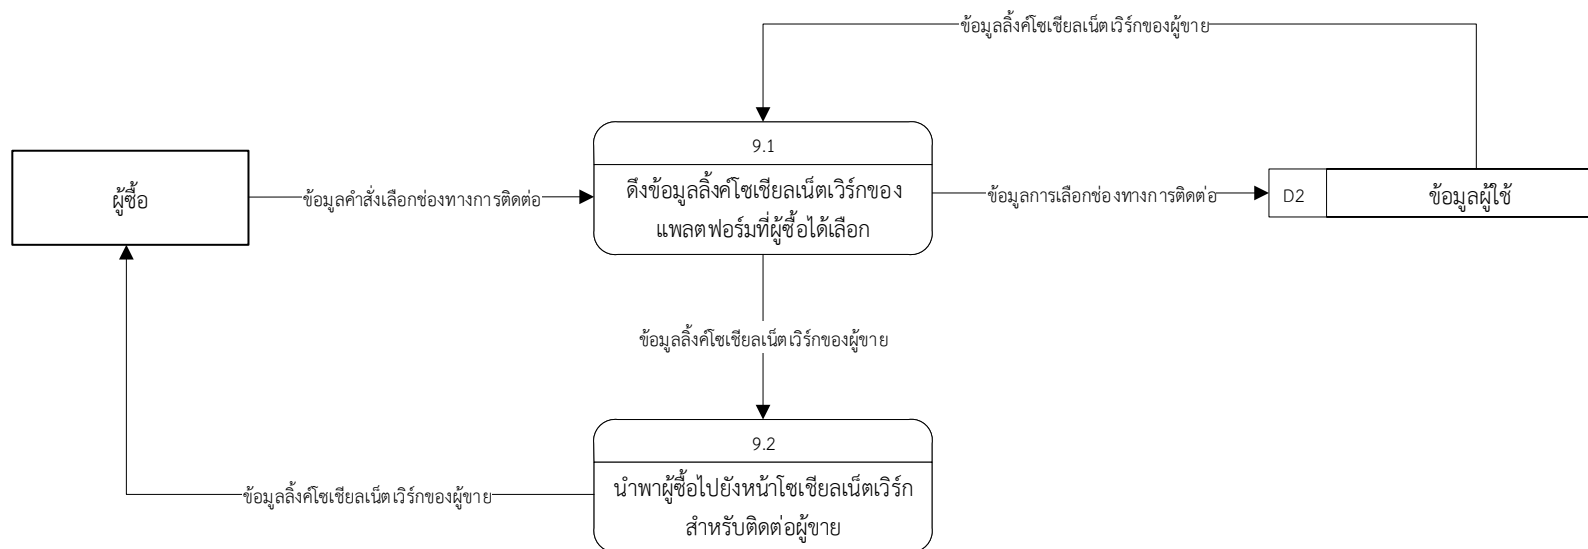 ข้อมูลลิ้งค์โซเชียลเน็ตเวิร์กของผู้ขาย
ผู้ซื้อ
ข้อมูลคำสั่งเลือกช่องทางการติดต่อ
9.1
ดึงข้อมูลลิ้งค์โซเชียลเน็ตเวิร์กของ
แพลตฟอร์มที่ผู้ซื้อได้เลือก
ข้อมูลการเลือกช่องทางการติดต่อ
D2
ข้อมูลผู้ใช้
ข้อมูลลิ้งค์โซเชียลเน็ตเวิร์กของผู้ขาย
9.2
นำพาผู้ซื้อไปยังหน้าโซเชียลเน็ตเวิร์ก
สำหรับติดต่อผู้ขาย
ข้อมูลลิ้งค์โซเชียลเน็ตเวิร์กของผู้ขาย